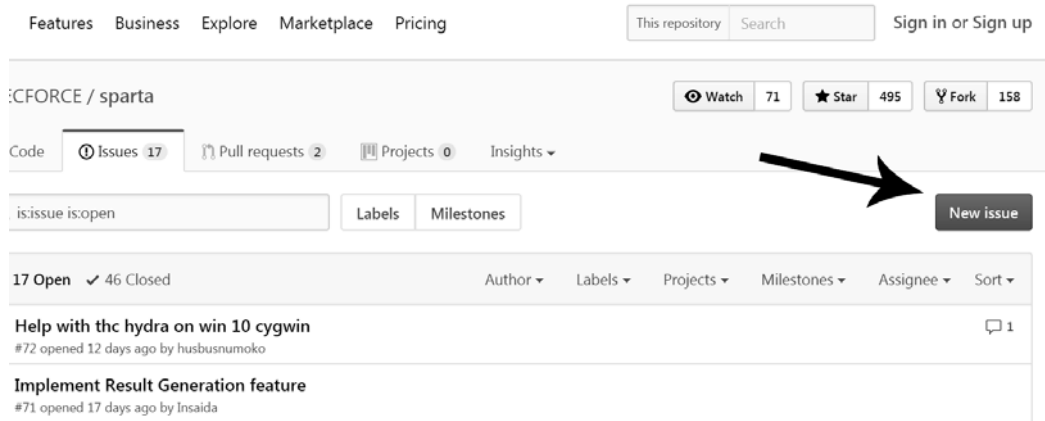 Features Business Explore Marketplace Pricing This repository Search Sign in or Sign up
CFORCE / sparta Watch 71 Star 495 Fork 158
Code Issues 17 Pull requests 2 Projects 0 Insights
is:issue is:open Labels Milestones New issue
17 Open 46 Closed Author Labels Projects Milestones Assignee Sort
Help with thc hydra on win 10 cygwin 1
#72 opened 12 days ago by husbusnumoko
Implement Result Generation feature
#71 opened 17 days ago by Insaida